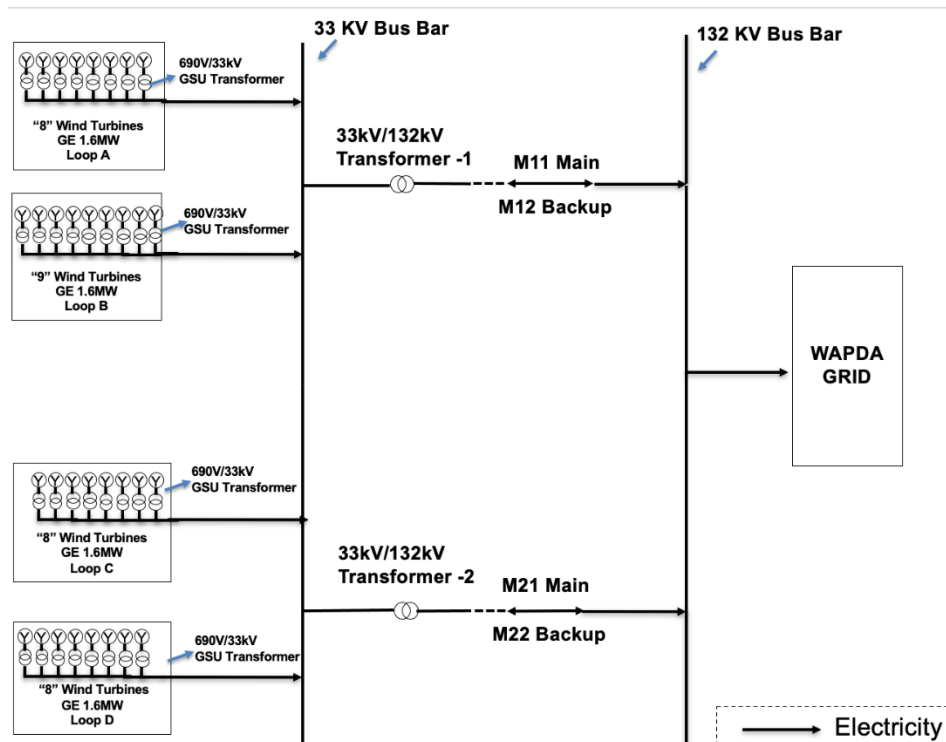 33 KV Bus Bar
132 KV Bus Bar
690V/33kV
GSU Transformer
“8” Wind Turbines
GE 1.6MW
Loop A
33kV/132kV
Transformer -1
M11 Main
M12 Backup
690V/33kV
GSU Transformer
“9” Wind Turbines
GE 1.6MW
Loop B
WAPDA
GRID
690V/33kV
GSU Transformer
“8” Wind Turbines
GE 1.6MW
Loop C
33kV/132kV
Transformer -2
M21 Main
M22 Backup
690V/33kV
GSU Transformer
“8” Wind Turbines
GE 1.6MW
Loop D
Electricity